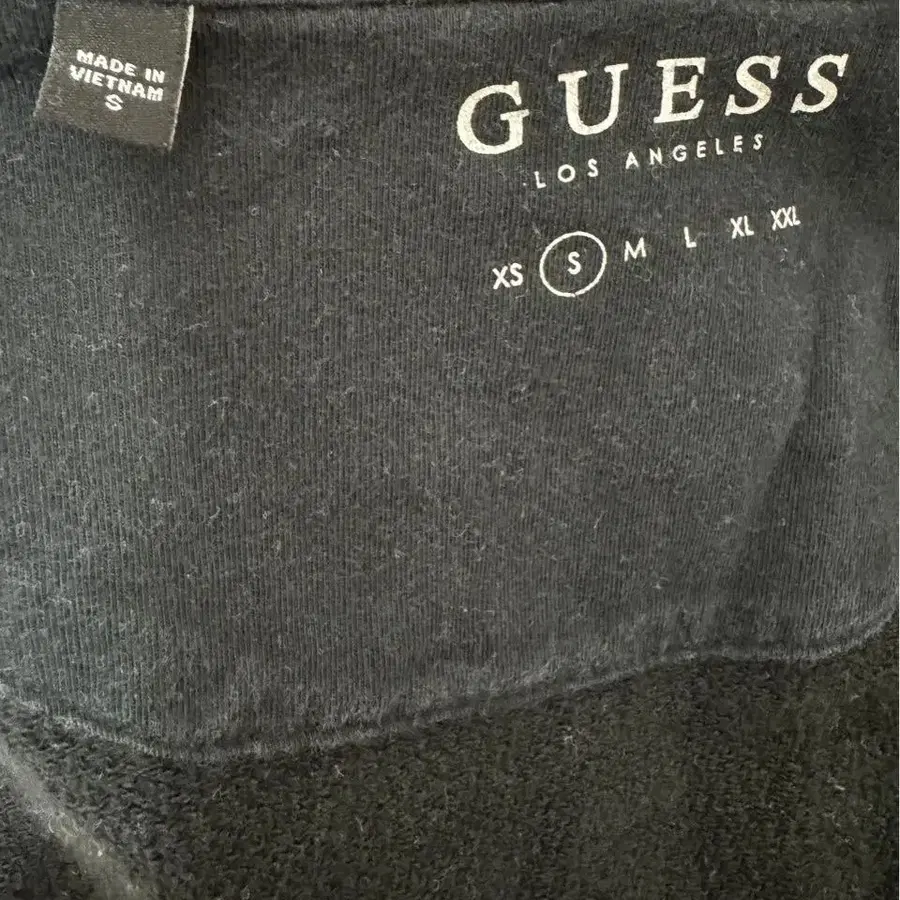 MADE IN
VIETNAM
S
GUESS
LOS ANGELES
XS S M L XL XXL